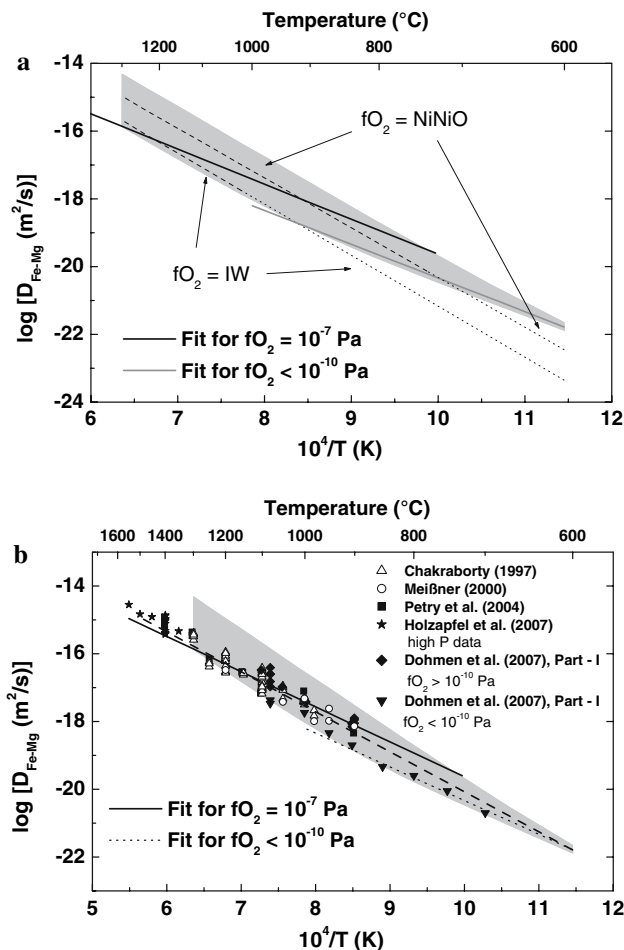 Temperature (°C)
a
1200 1000 800 600
-14
-16
-18
-20
-22
-24
log [D Fe-Mg (m²/s)]
fO₂ = NiNiO
fO₂ = IW
Fit for fO₂ = 10⁻⁷ Pa
Fit for fO₂ < 10⁻¹⁰ Pa
6 7 8 9 10 11 12
10⁴/T (K)
Temperature (°C)
b
1600 1400 1200 1000 800 600
-14
-16
-18
-20
-22
log [D Fe-Mg (m²/s)]
Chakraborty (1997)
Meißner (2000)
Petry et al. (2004)
Holzapfel et al. (2007)
high P data
Dohmen et al. (2007), Part - I
fO₂ > 10⁻¹⁰ Pa
Dohmen et al. (2007), Part - I
fO₂ < 10⁻¹⁰ Pa
Fit for fO₂ = 10⁻⁷ Pa
Fit for fO₂ < 10⁻¹⁰ Pa
5 6 7 8 9 10 11 12
10⁴/T (K)